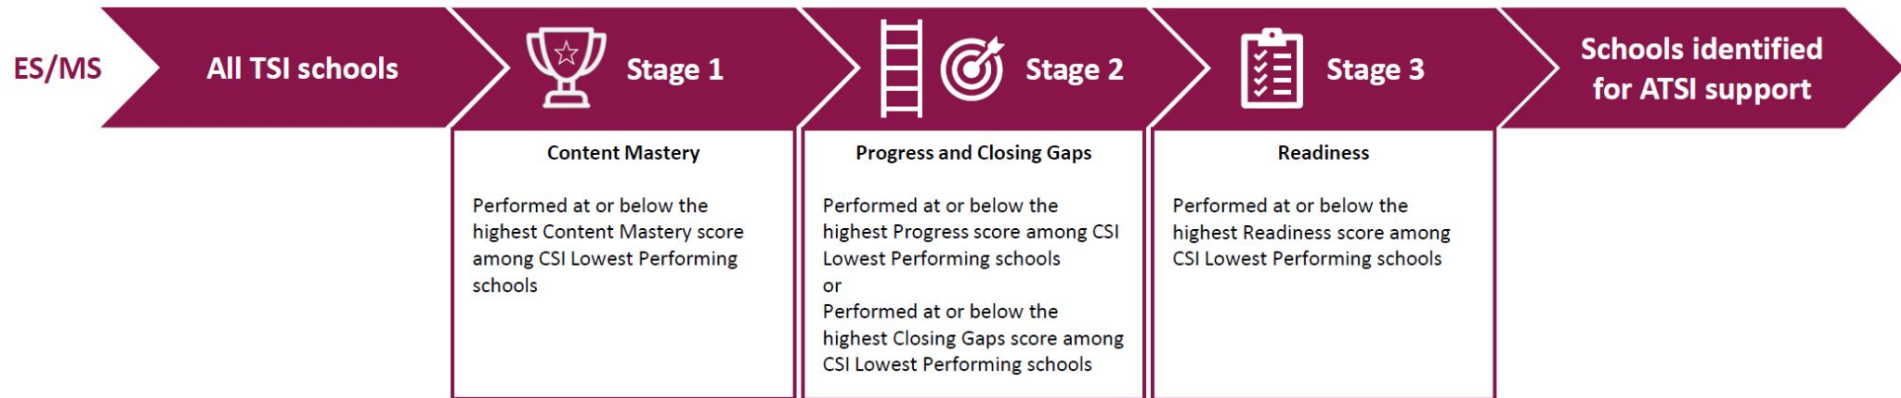 ES/MS
All TSI schools
Stage 1
Stage 2
Stage 3
Schools identified
for ATSI support
Content Mastery
Performed at or below the
highest Content Mastery score
among CSI Lowest Performing
schools
Progress and Closing Gaps
Performed at or below the
highest Progress score among CSI
Lowest Performing schools
or
Performed at or below the
highest Closing Gaps score among
CSI Lowest Performing schools
Readiness
Performed at or below the
highest Readiness score among
CSI Lowest Performing schools